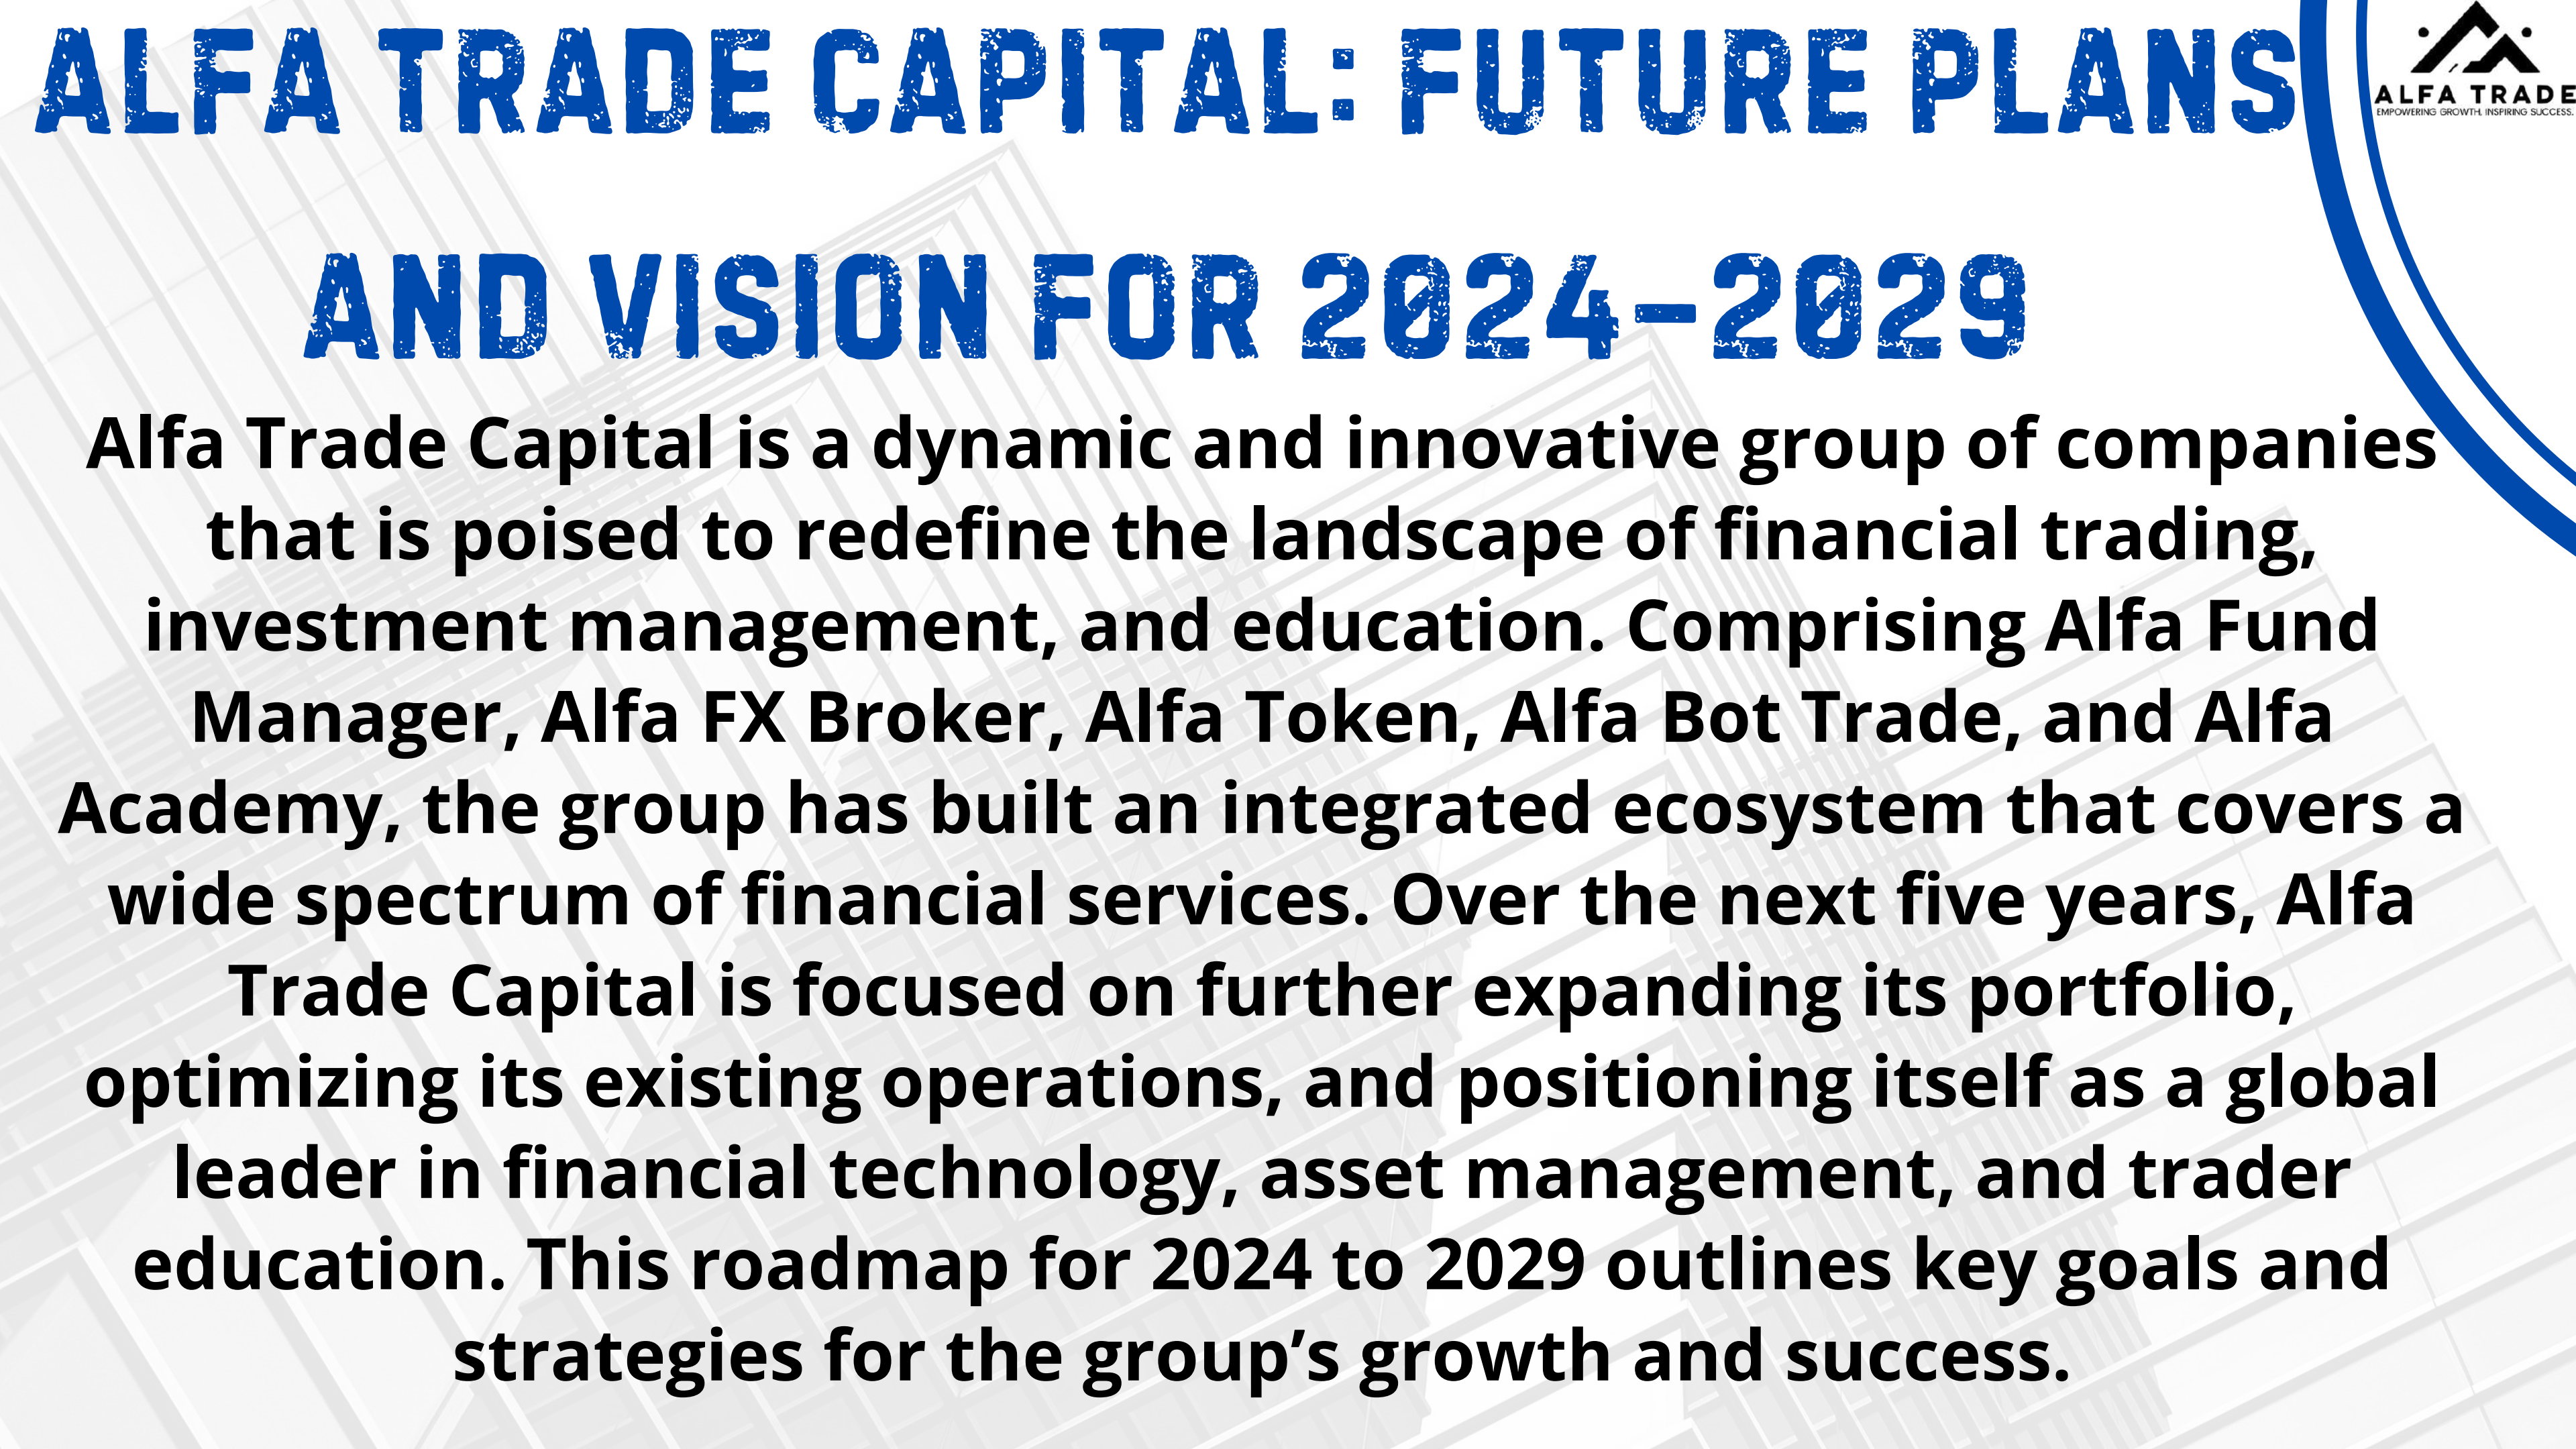 ALFA TRADE CAPITAL: FUTURE PLANS
AND VISION FOR 2024-2029
ALFA TRADE
EMPOWERING GROWTH, INSPIRING SUCCESS.
Alfa Trade Capital is a dynamic and innovative group of companies
that is poised to redefine the landscape of financial trading,
investment management, and education. Comprising Alfa Fund
Manager, Alfa FX Broker, Alfa Token, Alfa Bot Trade, and Alfa
Academy, the group has built an integrated ecosystem that covers a
wide spectrum of financial services. Over the next five years, Alfa
Trade Capital is focused on further expanding its portfolio,
optimizing its existing operations, and positioning itself as a global
leader in financial technology, asset management, and trader
education. This roadmap for 2024 to 2029 outlines key goals and
strategies for the group’s growth and success.